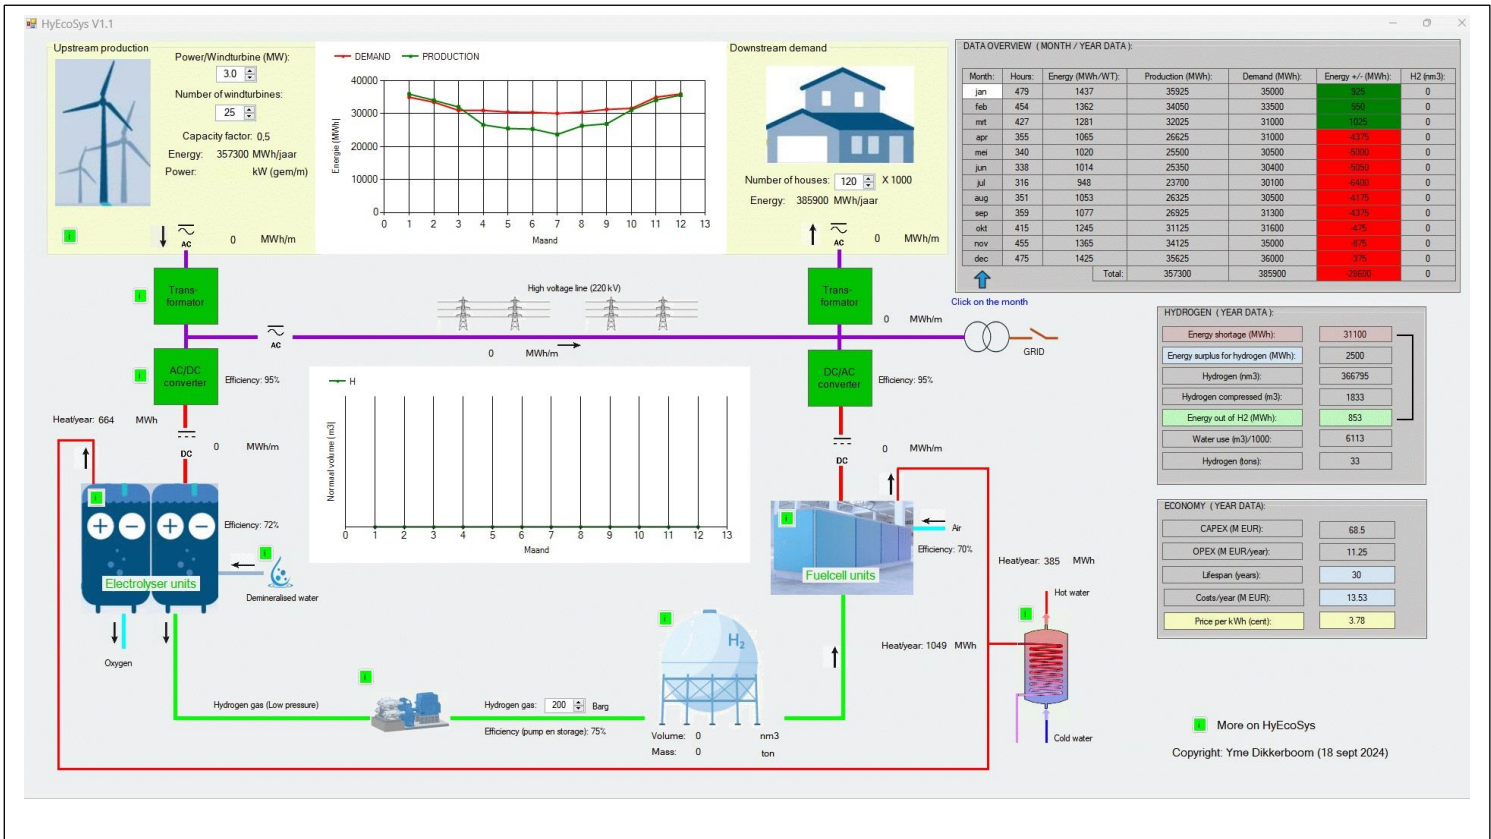 HyEcoSys V1.1
Upstream production
Power/Windturbine (MW):
3.0
Number of windturbines:
25
Capacity factor: 0,5
Energy: 357300 MWh/jaar
Power: kW (gem/m)
AC
0 MWh/m
DEMAND PRODUCTION
Energie (MWh)
40000
30000
20000
10000
0
0 1 2 3 4 5 6 7 8 9 10 11 12 13
Maand
Downstream demand
Number of houses: 120 X 1000
Energy: 385900 MWh/jaar
AC
0 MWh/m
DATA OVERVIEW ( MONTH / YEAR DATA ):
Month: Hours: Energy (MWh/WT): Production (MWh): Demand (MWh): Energy +/- (MWh): H2 (nm3):
jan 479 1437 35925 35000 925 0
feb 454 1362 34050 33500 550 0
mrt 427 1281 32025 31000 1025 0
apr 355 1065 26625 31000 -4375 0
mei 340 1020 25500 30500 -5000 0
jun 338 1014 25350 30400 -5050 0
jul 316 948 23700 30100 -6400 0
aug 351 1053 26325 30500 -4175 0
sep 359 1077 26925 31300 -4375 0
okt 415 1245 31125 31600 -475 0
nov 455 1365 34125 35000 -875 0
dec 475 1425 35625 36000 -375 0
Total: 357300 385900 -28600 0
Click on the month
Trans-
formator
High voltage line (220 kV)
AC
0 MWh/m
Trans-
formator
0 MWh/m
GRID
AC/DC
converter
Efficiency: 95%
DC/AC
converter
Efficiency: 95%
Heat/year: 664 MWh
DC
0 MWh/m
H
Normaal volume (m3)
0 1 2 3 4 5 6 7 8 9 10 11 12 13
Maand
DC
0 MWh/m
Efficiency: 72%
Electrolyser units
Demineralised water
Oxygen
Air
Efficiency: 70%
Fuelcell units
Heat/year: 385 MWh
Hot water
Heat/year: 1049 MWh
Cold water
Hydrogen gas (Low pressure)
Hydrogen gas: 200 Barg
Efficiency (pump en storage): 75%
H2
Volume: 0 nm3
Mass: 0 ton
HYDROGEN ( YEAR DATA ):
Energy shortage (MWh): 31100
Energy surplus for hydrogen (MWh): 2500
Hydrogen (nm3): 366795
Hydrogen compressed (m3): 1833
Energy out of H2 (MWh): 853
Water use (m3)/1000: 6113
Hydrogen (tons): 33
ECONOMY ( YEAR DATA):
CAPEX (M EUR): 68.5
OPEX (M EUR/year): 11.25
Lifespan (years): 30
Costs/year (M EUR): 13.53
Price per kWh (cent): 3.78
i More on HyEcoSys
Copyright: Yme Dikkerboom (18 sept 2024)